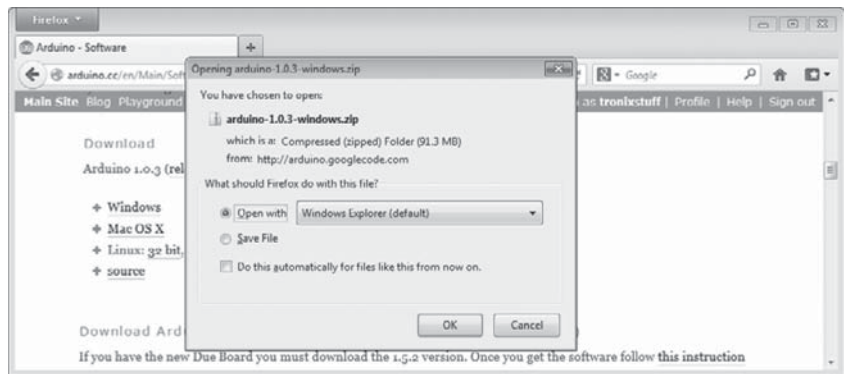 Firefox
Arduino - Software
arduino.cc/en/Main/Soft
Google
Main Site Blog Playground
as tronixstuff | Profile | Help | Sign out
Opening arduino-1.0.3-windows.zip
You have chosen to open:
arduino-1.0.3-windows.zip
which is a: Compressed (zipped) Folder (91.3 MB)
from: http://arduino.googlecode.com
What should Firefox do with this file?
Open with Windows Explorer (default)
Save File
Do this automatically for files like this from now on.
OK Cancel
Download
Arduino 1.0.3 (rel
+ Windows
+ Mac OS X
+ Linux: 32 bit,
+ source
Download Ard
)
If you have the new Due Board you must download the 1.5.2 version. Once you get the software follow this instruction